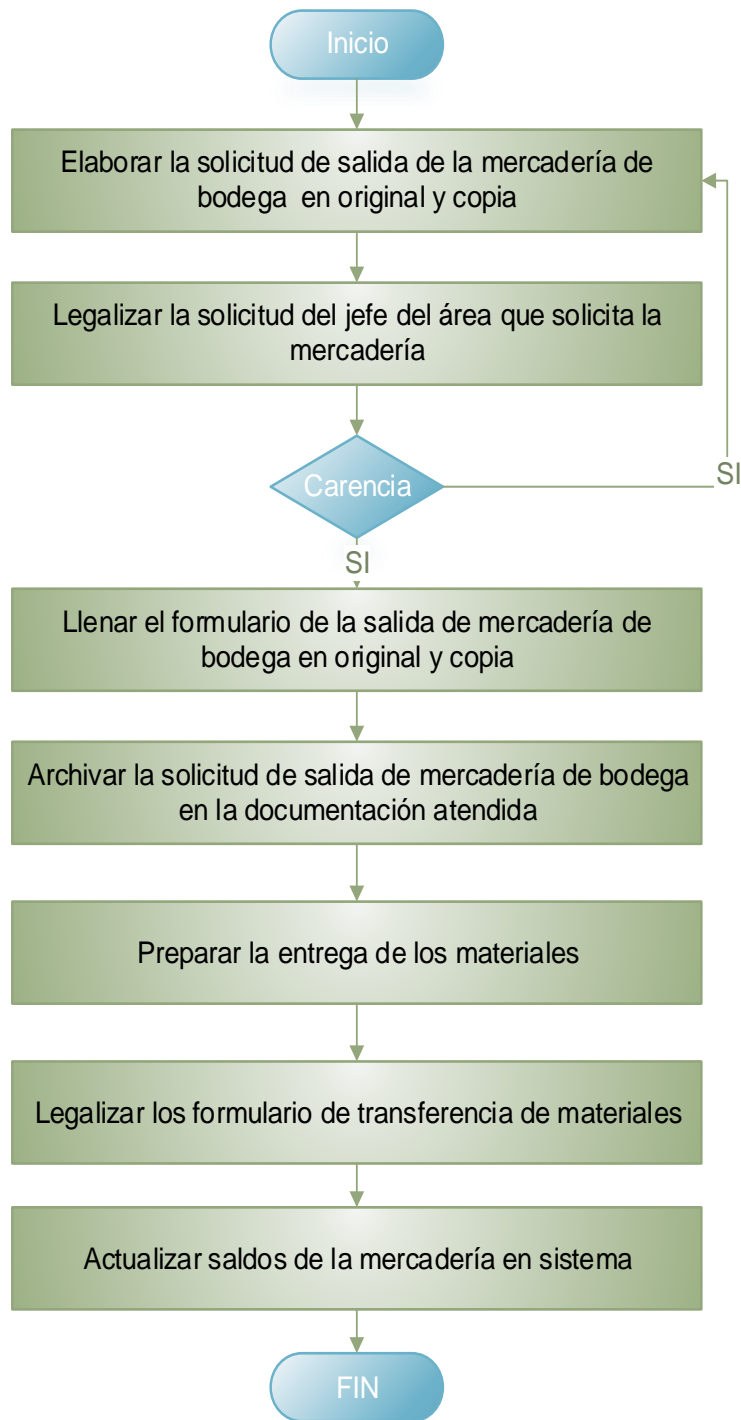 Inicio
Elaborar la solicitud de salida de la mercadería de
bodega en original y copia
Legalizar la solicitud del jefe del área que solicita la
mercadería
Carencia
SI
SI
Llenar el formulario de la salida de mercadería de
bodega en original y copia
Archivar la solicitud de salida de mercadería de bodega
en la documentación atendida
Preparar la entrega de los materiales
Legalizar los formulario de transferencia de materiales
Actualizar saldos de la mercadería en sistema
FIN